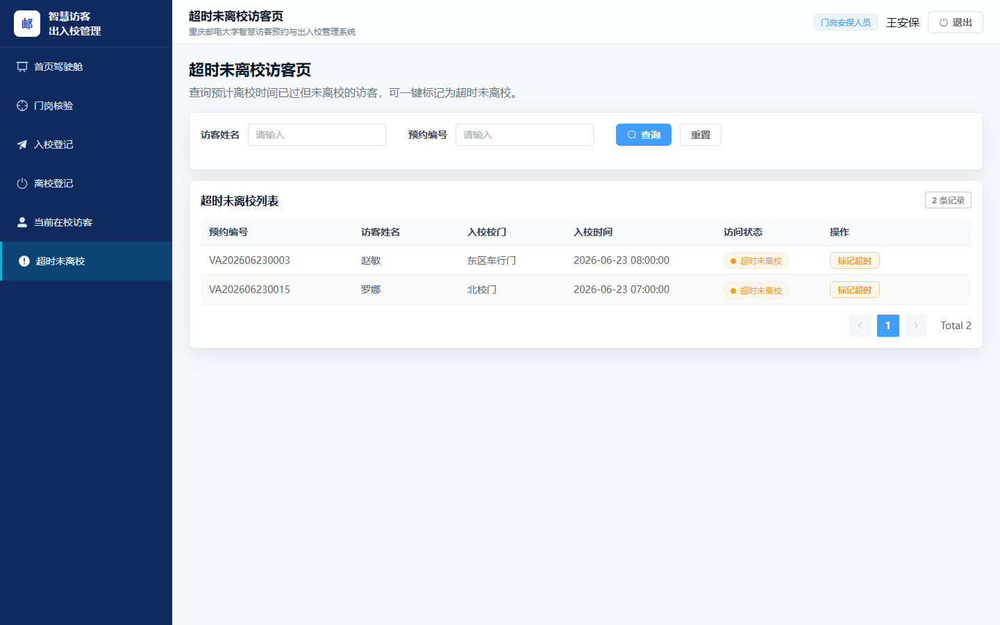 邮
智慧访客
出入校管理
首页驾驶舱
门岗核验
入校登记
离校登记
当前在校访客
超时未离校
超时未离校访客页
重庆邮电大学智慧访客预约与出入校管理系统
门岗安保人员
王安保
退出
超时未离校访客页
查询预计离校时间已过但未离校的访客，可一键标记为超时未离校。
访客姓名 请输入 预约编号 请输入 查询 重置
超时未离校列表
2 条记录
预约编号 访客姓名 入校校门 入校时间 访问状态 操作
VA202606230003 赵敏 东区车行门 2026-06-23 08:00:00 超时未离校 标记超时
VA202606230015 罗娜 北校门 2026-06-23 07:00:00 超时未离校 标记超时
1 Total 2